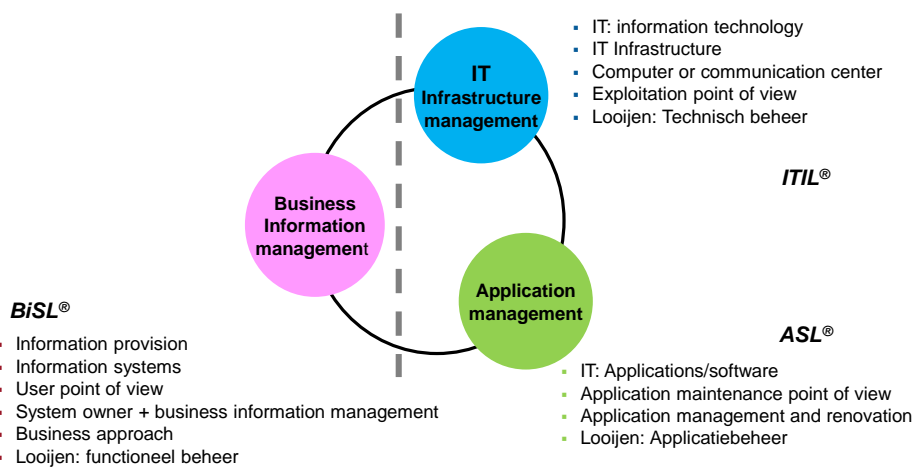 IT
Infrastructure
management
▪ IT: information technology
▪ IT Infrastructure
▪ Computer or communication center
▪ Exploitation point of view
▪ Looijen: Technisch beheer
ITIL®
Business
Information
management
Application
management
BiSL®
▪ Information provision
▪ Information systems
▪ User point of view
▪ System owner + business information management
▪ Business approach
▪ Looijen: functioneel beheer
ASL®
▪ IT: Applications/software
▪ Application maintenance point of view
▪ Application management and renovation
▪ Looijen: Applicatiebeheer